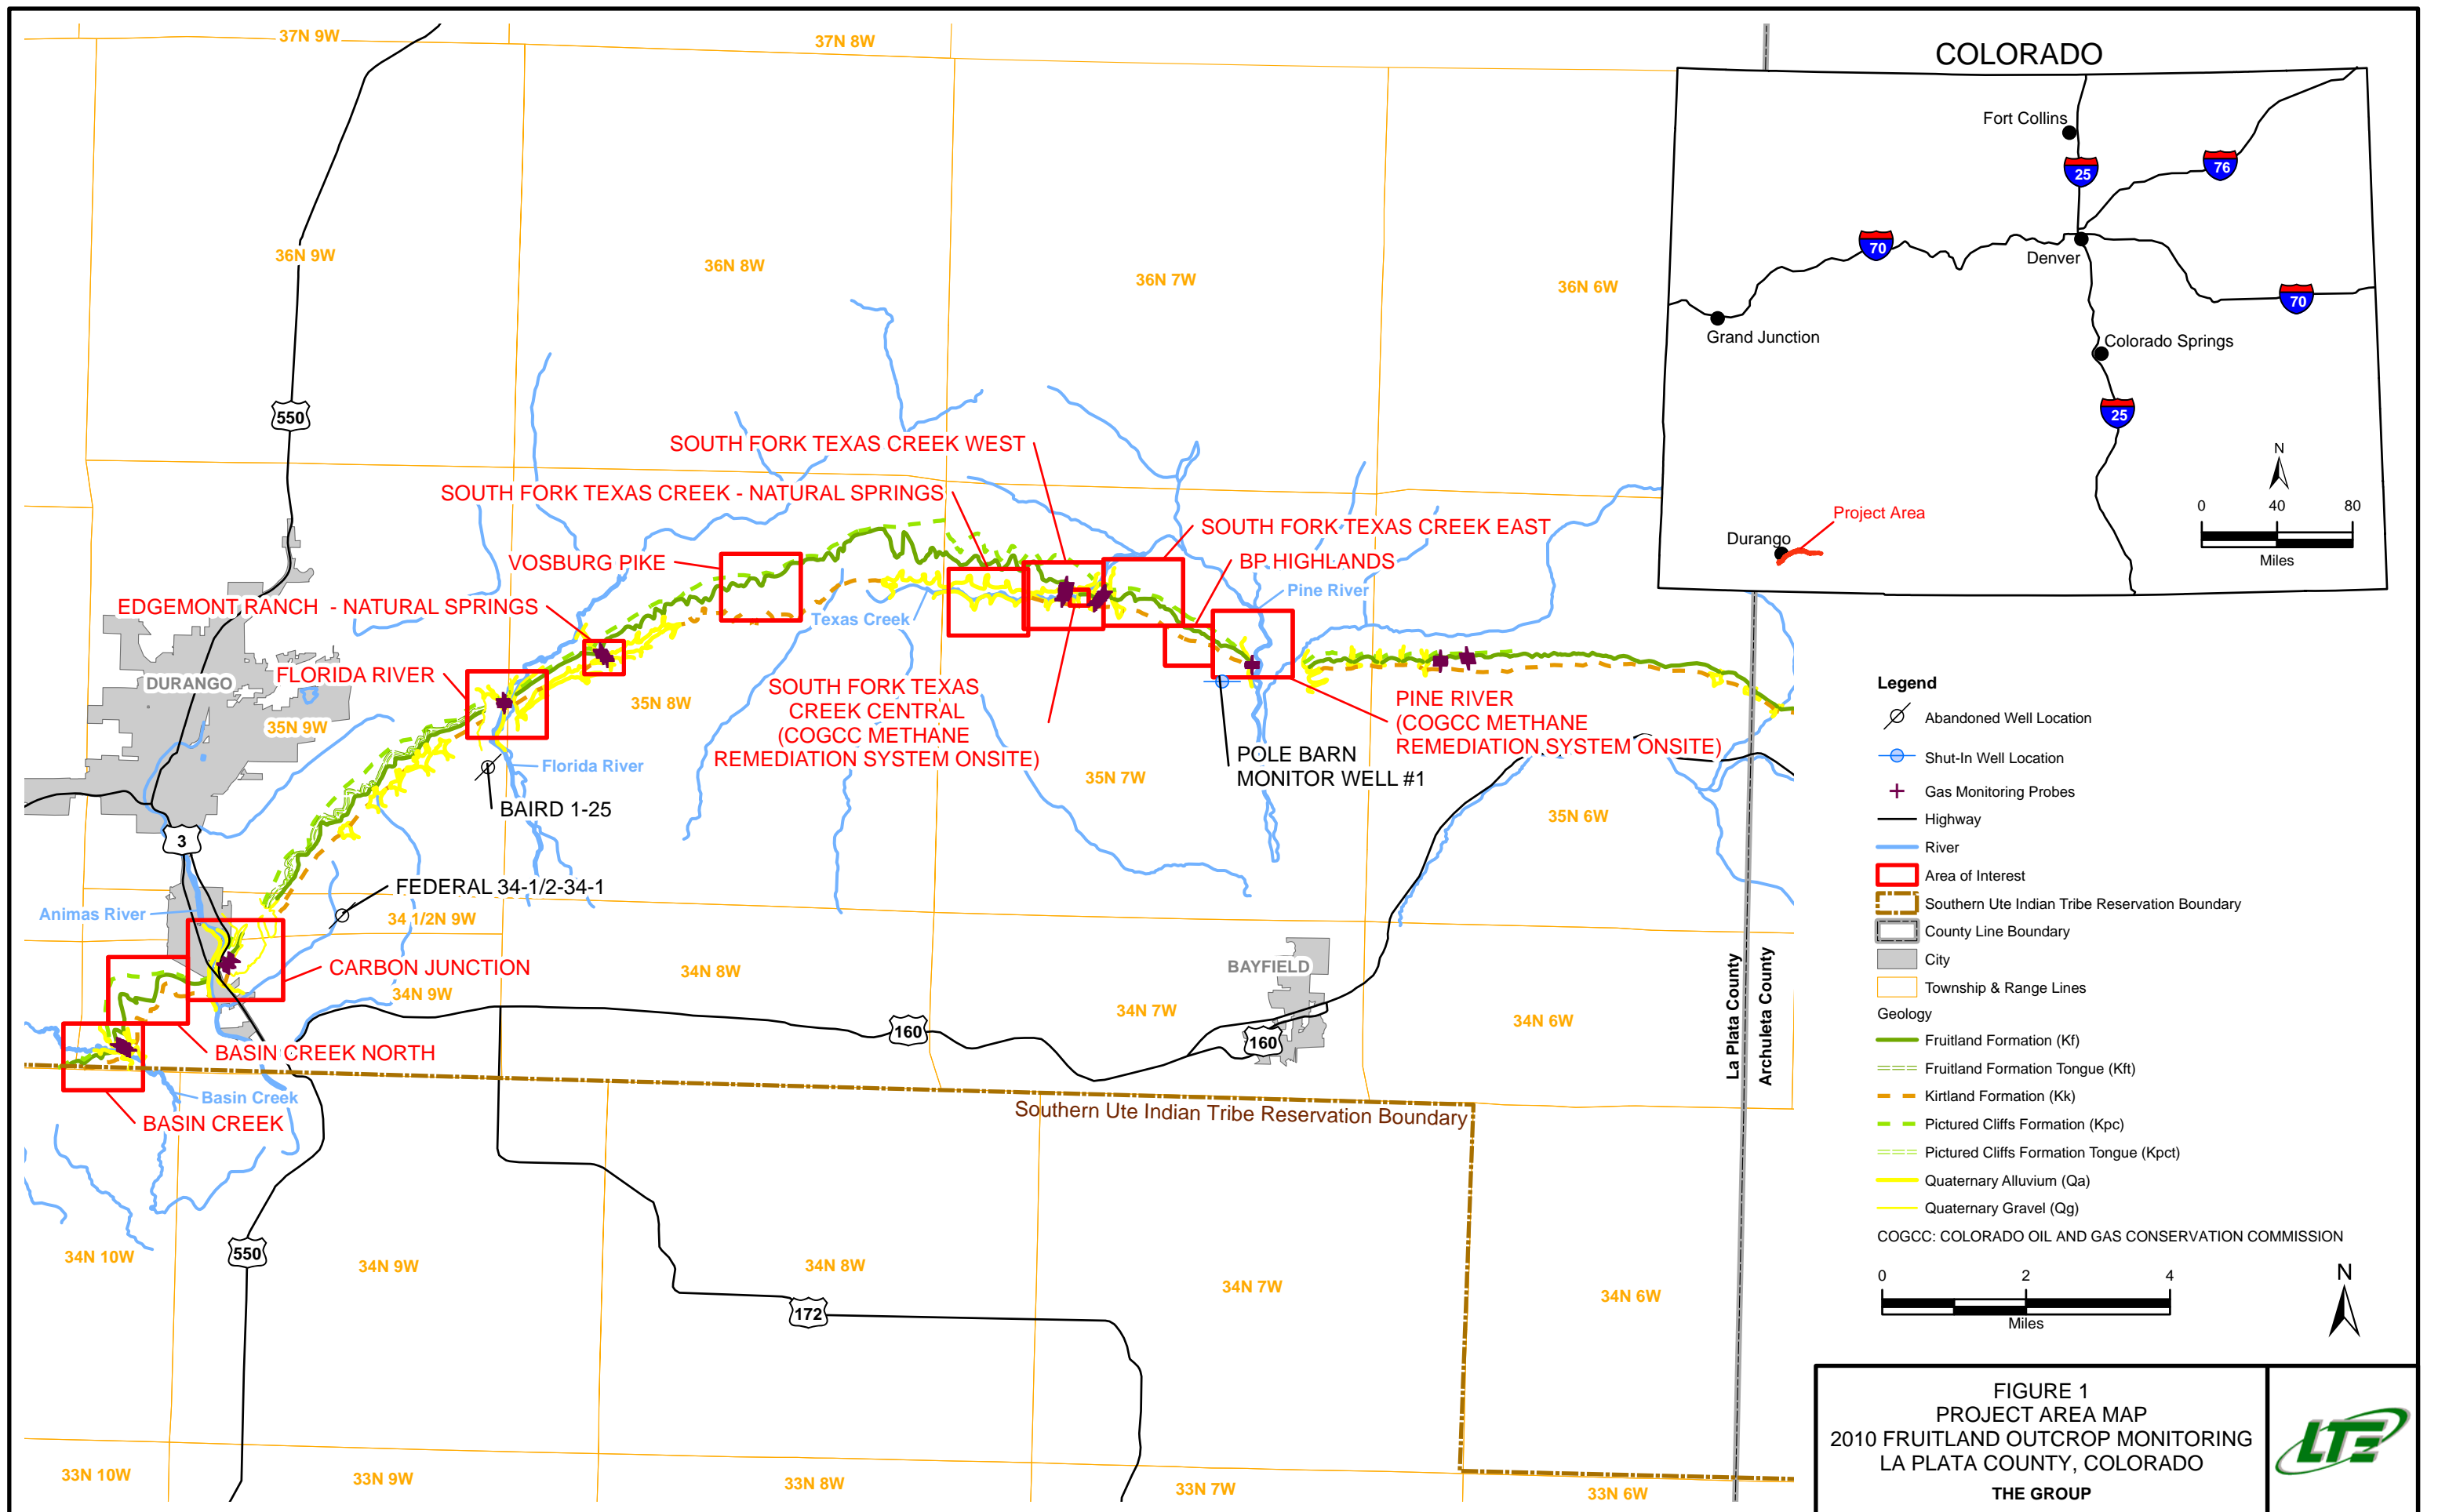 37N 9W
37N 8W
36N 9W
36N 8W
36N 7W
36N 6W
550
SOUTH FORK TEXAS CREEK WEST
SOUTH FORK TEXAS CREEK - NATURAL SPRINGS
SOUTH FORK TEXAS CREEK EAST
VOSBURG PIKE
BP HIGHLANDS
Pine River
EDGEMONT RANCH - NATURAL SPRINGS
Texas Creek
FLORIDA RIVER
DURANGO
35N 9W
35N 8W
SOUTH FORK TEXAS
CREEK CENTRAL
(COGCC METHANE
REMEDIATION SYSTEM ONSITE)
PINE RIVER
(COGCC METHANE
REMEDIATION SYSTEM ONSITE)
POLE BARN
MONITOR WELL #1
Florida River
35N 7W
BAIRD 1-25
35N 6W
3
FEDERAL 34-1/2-34-1
Animas River
34 1/2N 9W
CARBON JUNCTION
34N 9W
34N 8W
BAYFIELD
34N 7W
34N 6W
160
160
BASIN CREEK NORTH
Basin Creek
BASIN CREEK
Southern Ute Indian Tribe Reservation Boundary
La Plata County
Archuleta County
34N 10W
550
34N 9W
34N 8W
34N 7W
34N 6W
172
33N 10W
33N 9W
33N 8W
33N 7W
33N 6W
COLORADO
Fort Collins
25
76
70
Denver
70
Grand Junction
Colorado Springs
25
Project Area
Durango
N
0 40 80
Miles
Legend
Abandoned Well Location
Shut-In Well Location
Gas Monitoring Probes
Highway
River
Area of Interest
Southern Ute Indian Tribe Reservation Boundary
County Line Boundary
City
Township & Range Lines
Geology
Fruitland Formation (Kf)
Fruitland Formation Tongue (Kft)
Kirtland Formation (Kk)
Pictured Cliffs Formation (Kpc)
Pictured Cliffs Formation Tongue (Kpct)
Quaternary Alluvium (Qa)
Quaternary Gravel (Qg)
COGCC: COLORADO OIL AND GAS CONSERVATION COMMISSION
0 2 4
Miles
N
FIGURE 1
PROJECT AREA MAP
2010 FRUITLAND OUTCROP MONITORING
LA PLATA COUNTY, COLORADO
THE GROUP
LTE